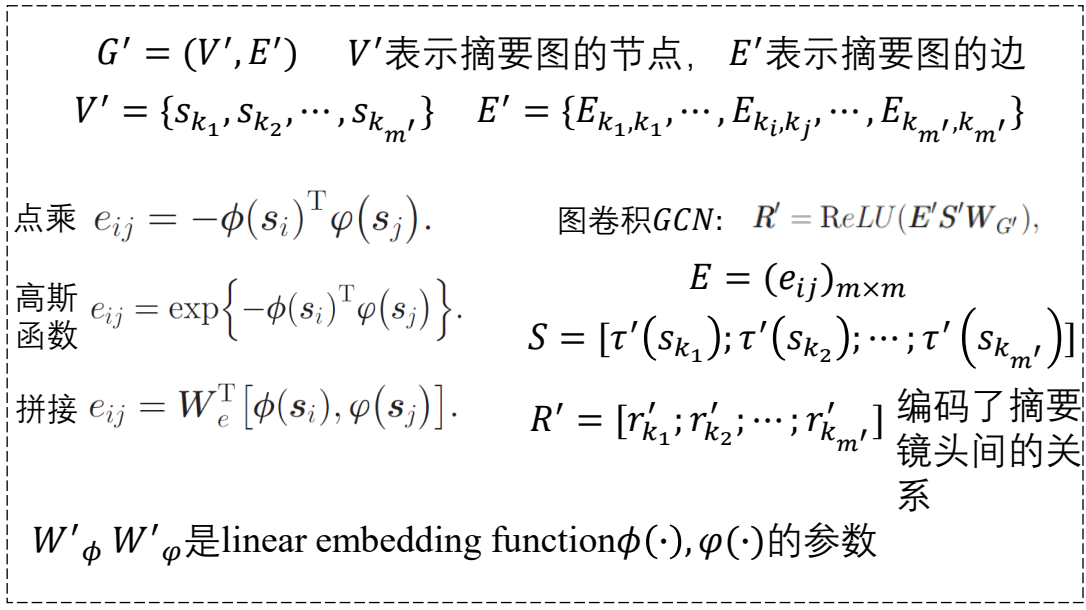 G′ = (V′, E′) V′表示摘要图的节点, E′表示摘要图的边
V′ = {s_{k_1}, s_{k_2}, ⋯, s_{k_{m′}}} E′ = {E_{k_1,k_1}, ⋯, E_{k_i,k_j}, ⋯, E_{k_{m′},k_{m′}}}
点乘 e_{ij} = −ϕ(s_i)^T φ(s_j).
图卷积GCN: R′ = ReLU(E′S′W_{G′}),
高斯函数 e_{ij} = exp{−ϕ(s_i)^T φ(s_j)}.
E = (e_{ij})_{m×m}
S = [τ′(s_{k_1}); τ′(s_{k_2}); ⋯; τ′(s_{k_{m′}})]
拼接 e_{ij} = W_e^T[ϕ(s_i), φ(s_j)].
R′ = [r′_{k_1}; r′_{k_2}; ⋯; r′_{k_{m′}}] 编码了摘要
镜头间的关
系
W′_ϕ W′_φ是linear embedding functionϕ(·), φ(·)的参数